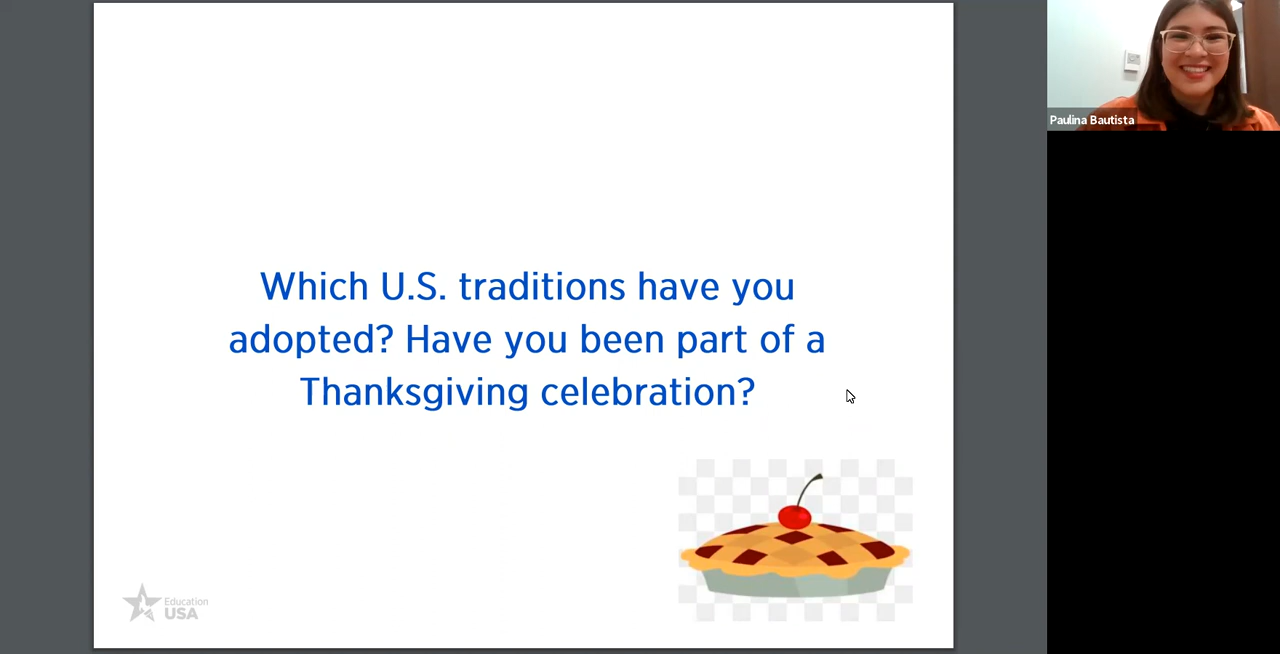 Which U.S. traditions have you
adopted? Have you been part of a
Thanksgiving celebration?
Education
USA
Paulina Bautista